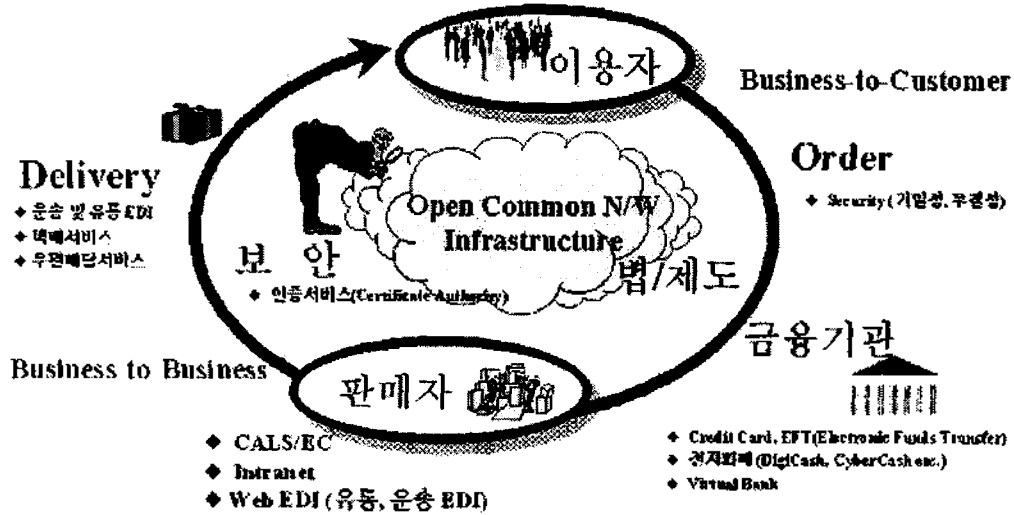 이용자
Business-to-Customer
Order
◆ Security (기밀성, 무결성)
Delivery
◆ 운송 및 유통 EDI
◆ 택배서비스
◆ 우편배달서비스
Open Common N/W
Infrastructure
보 안
◆ 인증서비스(Certificate Authority)
법/제도
금융기관
◆ Credit Card, EFT(Electronic Funds Transfer)
◆ 전자화폐 (DigiCash, CyberCash etc.)
◆ Virtual Bank
Business to Business
판매자
◆ CALS/EC
◆ Intranet
◆ Web EDI (유통, 운송 EDI)